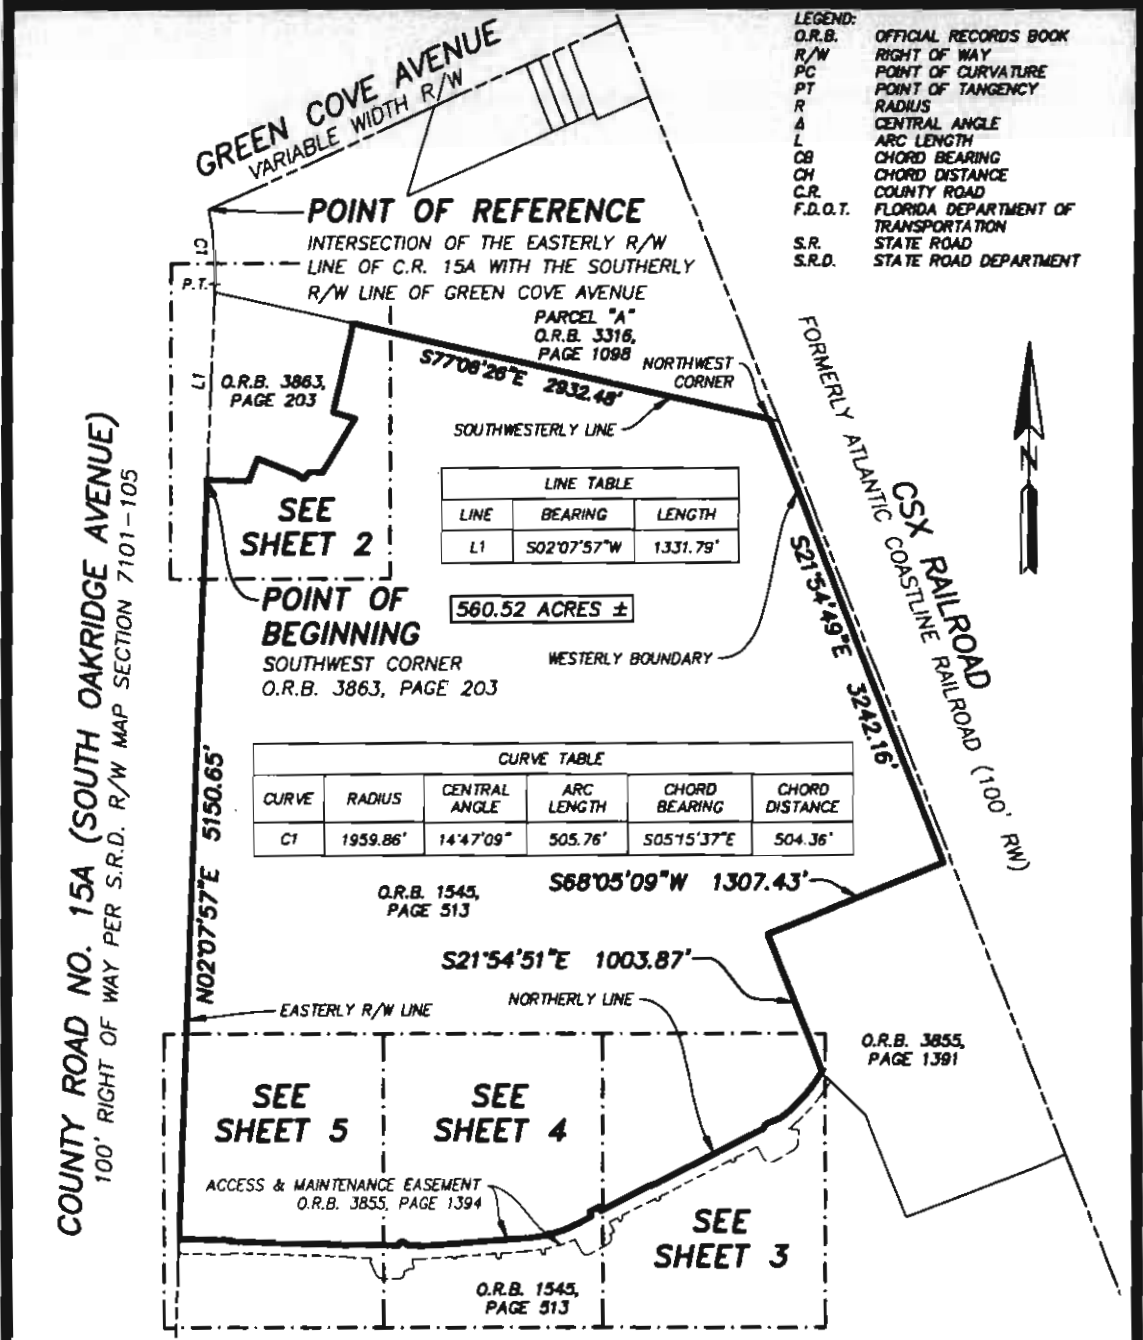 GREEN COVE AVENUE
VARIABLE WIDTH R/W
LEGEND:
O.R.B. OFFICIAL RECORDS BOOK
R/W RIGHT OF WAY
PC POINT OF CURVATURE
PT POINT OF TANGENCY
R RADIUS
Δ CENTRAL ANGLE
L ARC LENGTH
CB CHORD BEARING
CH CHORD DISTANCE
C.R. COUNTY ROAD
F.D.O.T. FLORIDA DEPARTMENT OF
TRANSPORTATION
S.R. STATE ROAD
S.R.D. STATE ROAD DEPARTMENT
POINT OF REFERENCE
INTERSECTION OF THE EASTERLY R/W
LINE OF C.R. 15A WITH THE SOUTHERLY
R/W LINE OF GREEN COVE AVENUE
C1
P.T.
L1
PARCEL "A"
O.R.B. 3316,
PAGE 1098
S77°06'26"E 2932.48'
NORTHWEST
CORNER
O.R.B. 3863,
PAGE 203
SOUTHWESTERLY LINE
FORMERLY ATLANTIC COASTLINE RAILROAD (100' RW)
CSX RAILROAD
N
LINE TABLE
LINE BEARING LENGTH
L1 S02°07'57"W 1331.79'
SEE
SHEET 2
560.52 ACRES ±
POINT OF
BEGINNING
SOUTHWEST CORNER
O.R.B. 3863, PAGE 203
WESTERLY BOUNDARY
S21°54'49"E 3242.16'
COUNTY ROAD NO. 15A (SOUTH OAKRIDGE AVENUE)
100' RIGHT OF WAY PER S.R.D. R/W MAP SECTION 7101-105
N02°07'57"E 5150.65'
CURVE TABLE
CURVE RADIUS CENTRAL ANGLE ARC LENGTH CHORD BEARING CHORD DISTANCE
C1 1959.86' 14°47'09" 505.76' S05°15'37"E 504.36'
O.R.B. 1545,
PAGE 513
S68°05'09"W 1307.43'
S21°54'51"E 1003.87'
EASTERLY R/W LINE
NORTHERLY LINE
O.R.B. 3855,
PAGE 1391
SEE
SHEET 5
SEE
SHEET 4
ACCESS & MAINTENANCE EASEMENT
O.R.B. 3855, PAGE 1394
SEE
SHEET 3
O.R.B. 1545,
PAGE 513